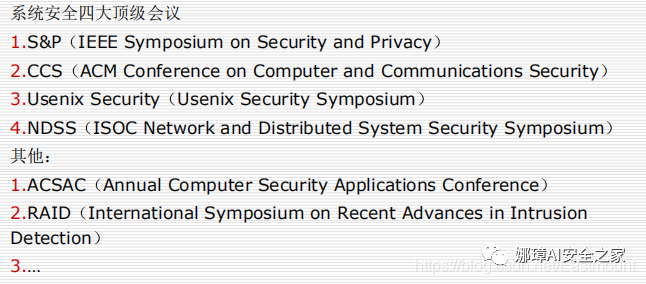 系统安全四大顶级会议
1.S&P（IEEE Symposium on Security and Privacy）
2.CCS（ACM Conference on Computer and Communications Security）
3.Usenix Security（Usenix Security Symposium）
4.NDSS（ISOC Network and Distributed System Security Symposium）
其他：
1.ACSAC（Annual Computer Security Applications Conference）
2.RAID（International Symposium on Recent Advances in Intrusion
Detection）
3.…
娜璋AI安全之家
https://blog.csdn.net/Eastmount